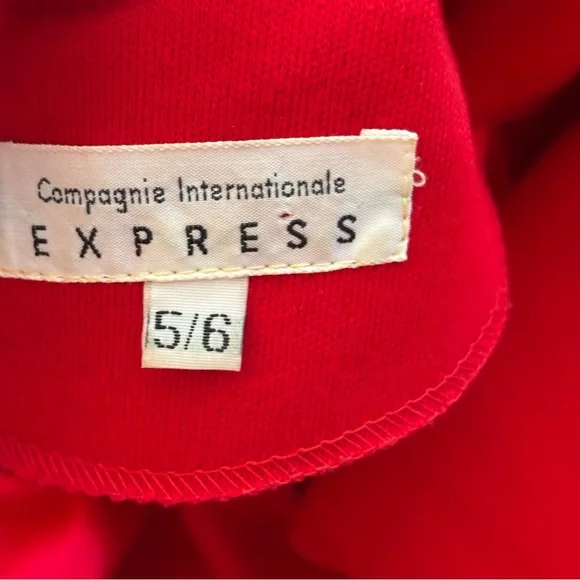 Compagnie Internationale
EXPRESS
5/6